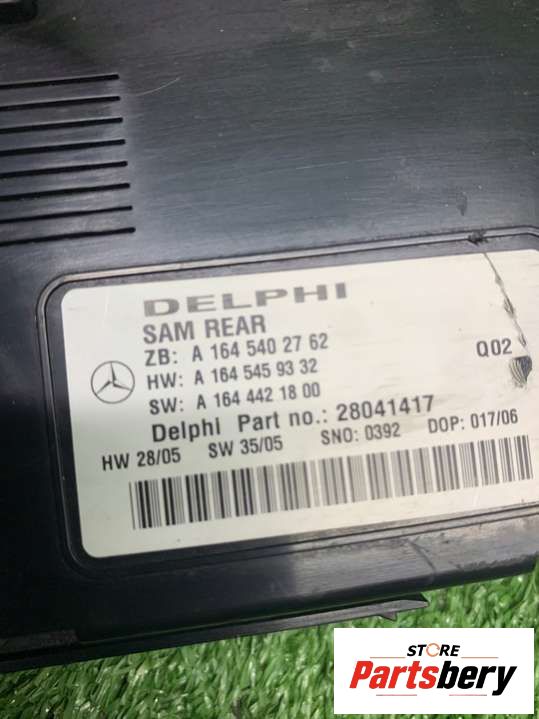 DELPHI
SAM REAR
ZB: A 164 540 27 62
HW: A 164 545 93 32
SW: A 164 442 18 00
Q02
Delphi Part no.: 28041417
HW 28/05 SW 35/05 SNO: 0392 DOP: 017/06
STORE
Partsbery